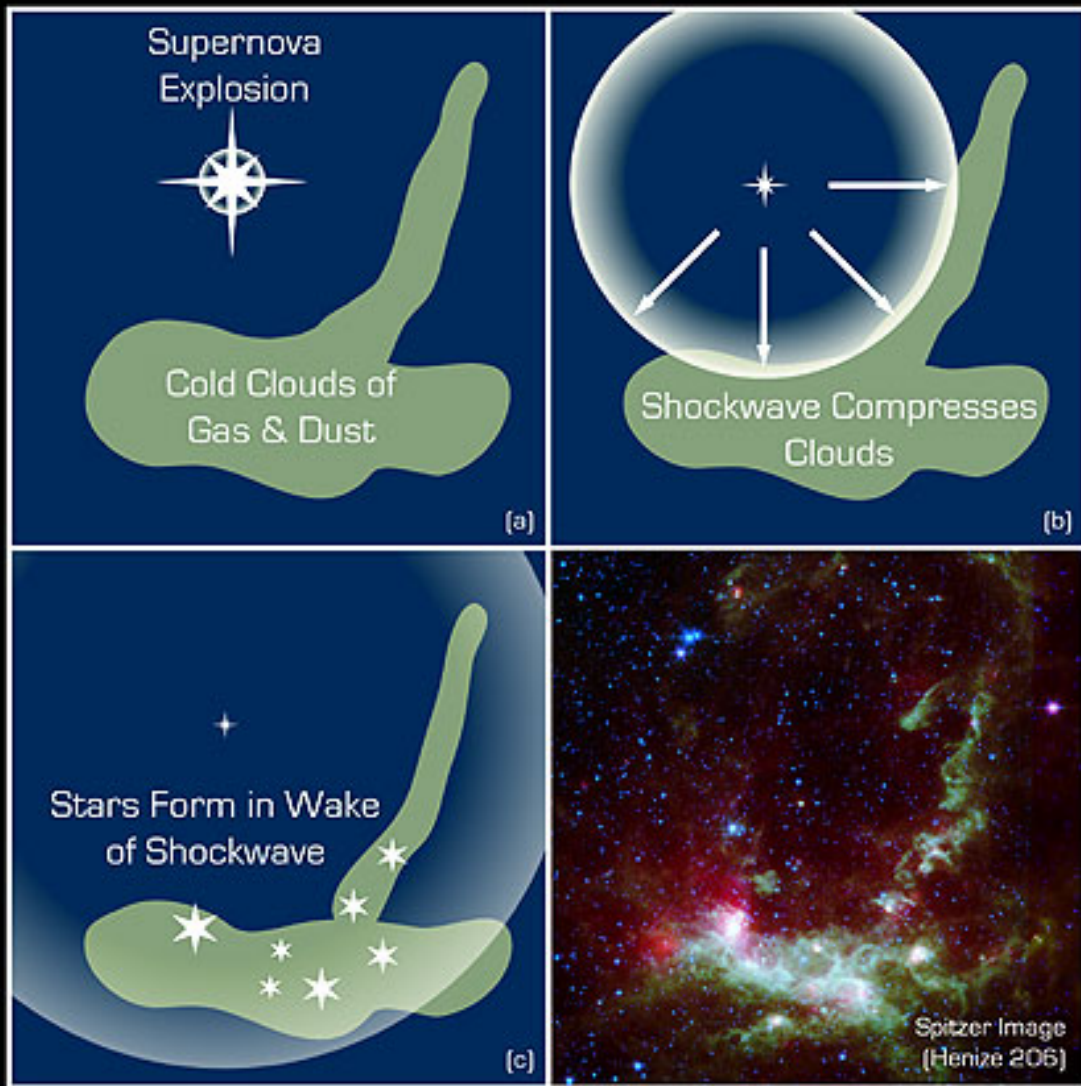 Supernova
Explosion
Cold Clouds of
Gas & Dust
(a)
Shockwave Compresses
Clouds
(b)
Stars Form in Wake
of Shockwave
(c)
Spitzer Image
(Henize 206)